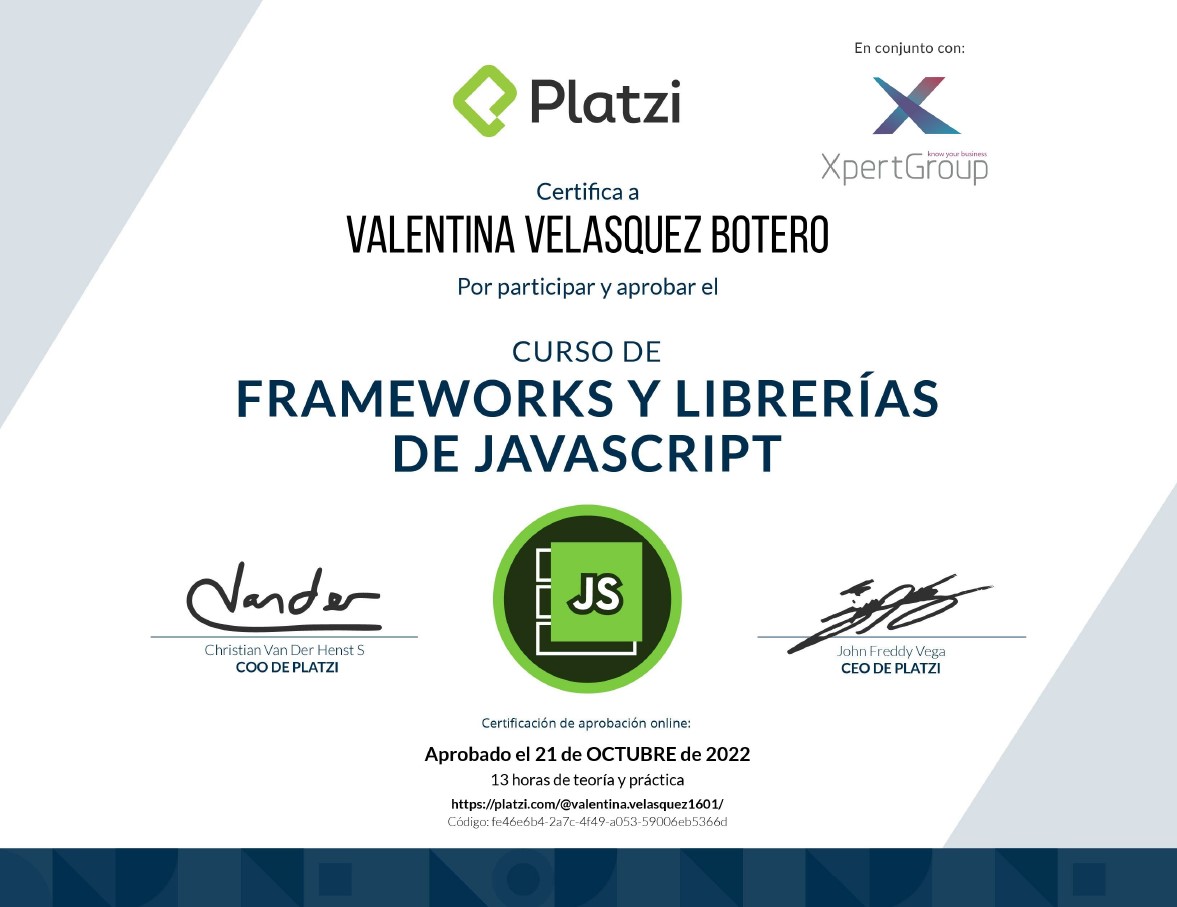 En conjunto con:
Platzi
know your business
XpertGroup
Certifica a
VALENTINA VELASQUEZ BOTERO
Por participar y aprobar el
CURSO DE
FRAMEWORKS Y LIBRERÍAS
DE JAVASCRIPT
JS
Vander
Christian Van Der Henst S
COO DE PLATZI
John Freddy Vega
CEO DE PLATZI
Certificación de aprobación online:
Aprobado el 21 de OCTUBRE de 2022
13 horas de teoría y práctica
https://platzi.com/@valentina.velasquez1601/
Código: fe46e6b4-2a7c-4f49-a053-59006eb5366d